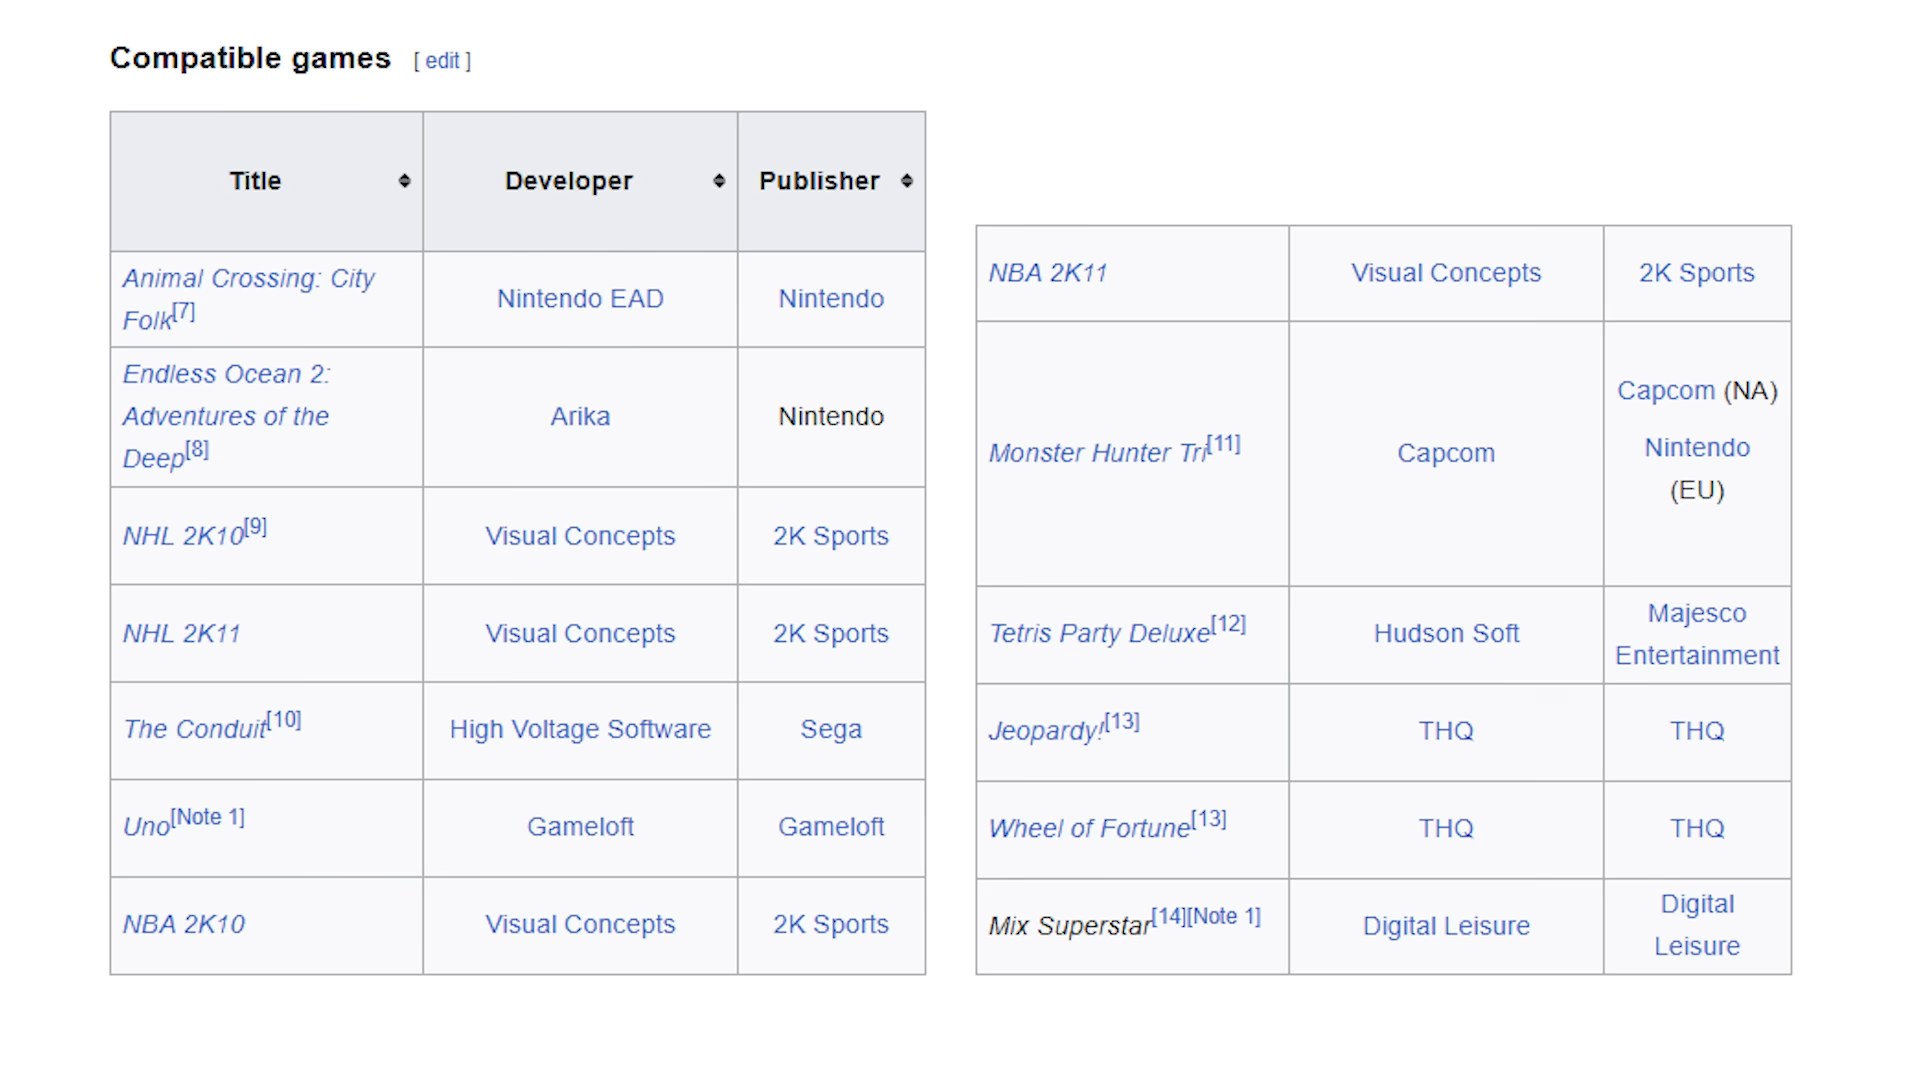 Compatible games [ edit ]
Title Developer Publisher
Animal Crossing: City
Folk[7] Nintendo EAD Nintendo
Endless Ocean 2:
Adventures of the
Deep[8] Arika Nintendo
NHL 2K10[9] Visual Concepts 2K Sports
NHL 2K11 Visual Concepts 2K Sports
The Conduit[10] High Voltage Software Sega
Uno[Note 1] Gameloft Gameloft
NBA 2K10 Visual Concepts 2K Sports
NBA 2K11 Visual Concepts 2K Sports
Monster Hunter Tri[11] Capcom Capcom (NA)
Nintendo
(EU)
Tetris Party Deluxe[12] Hudson Soft Majesco
Entertainment
Jeopardy![13] THQ THQ
Wheel of Fortune[13] THQ THQ
Mix Superstar[14][Note 1] Digital Leisure Digital
Leisure